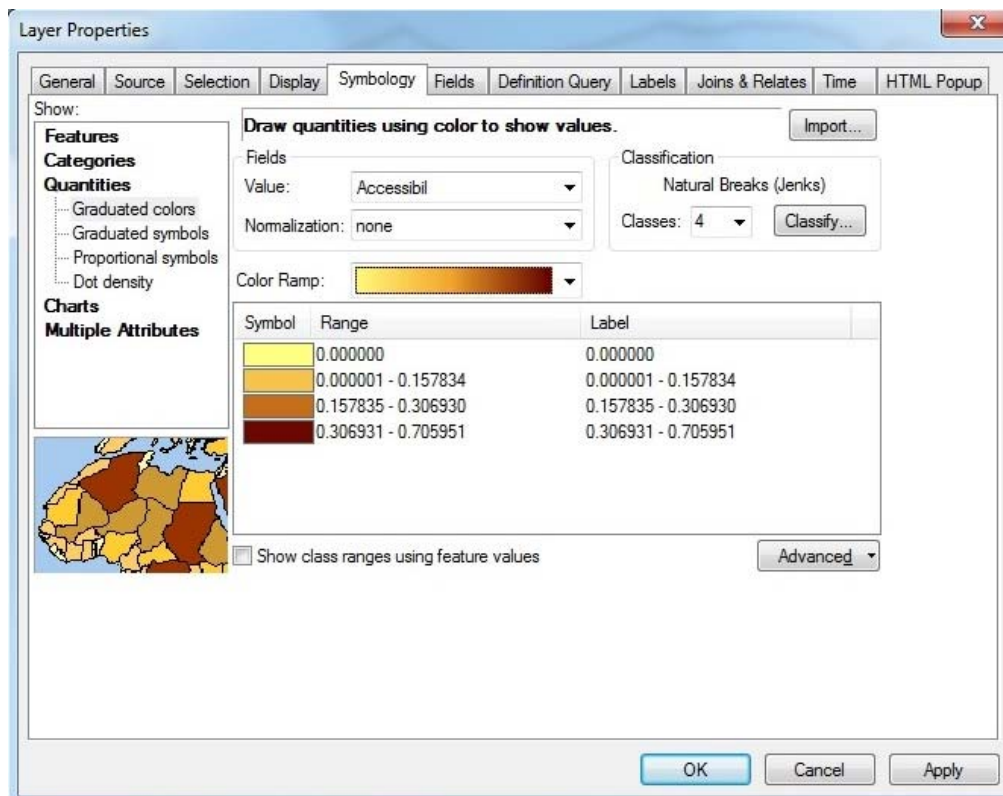 Layer Properties
General Source Selection Display Symbology Fields Definition Query Labels Joins & Relates Time HTML Popup
Show:
Features
Categories
Quantities
Graduated colors
Graduated symbols
Proportional symbols
Dot density
Charts
Multiple Attributes
Draw quantities using color to show values.
Import...
Fields
Value: Accessibil
Normalization: none
Classification
Natural Breaks (Jenks)
Classes: 4 Classify...
Color Ramp:
Symbol Range Label
0.000000 0.000000
0.000001 - 0.157834 0.000001 - 0.157834
0.157835 - 0.306930 0.157835 - 0.306930
0.306931 - 0.705951 0.306931 - 0.705951
Show class ranges using feature values
Advanced
OK Cancel Apply